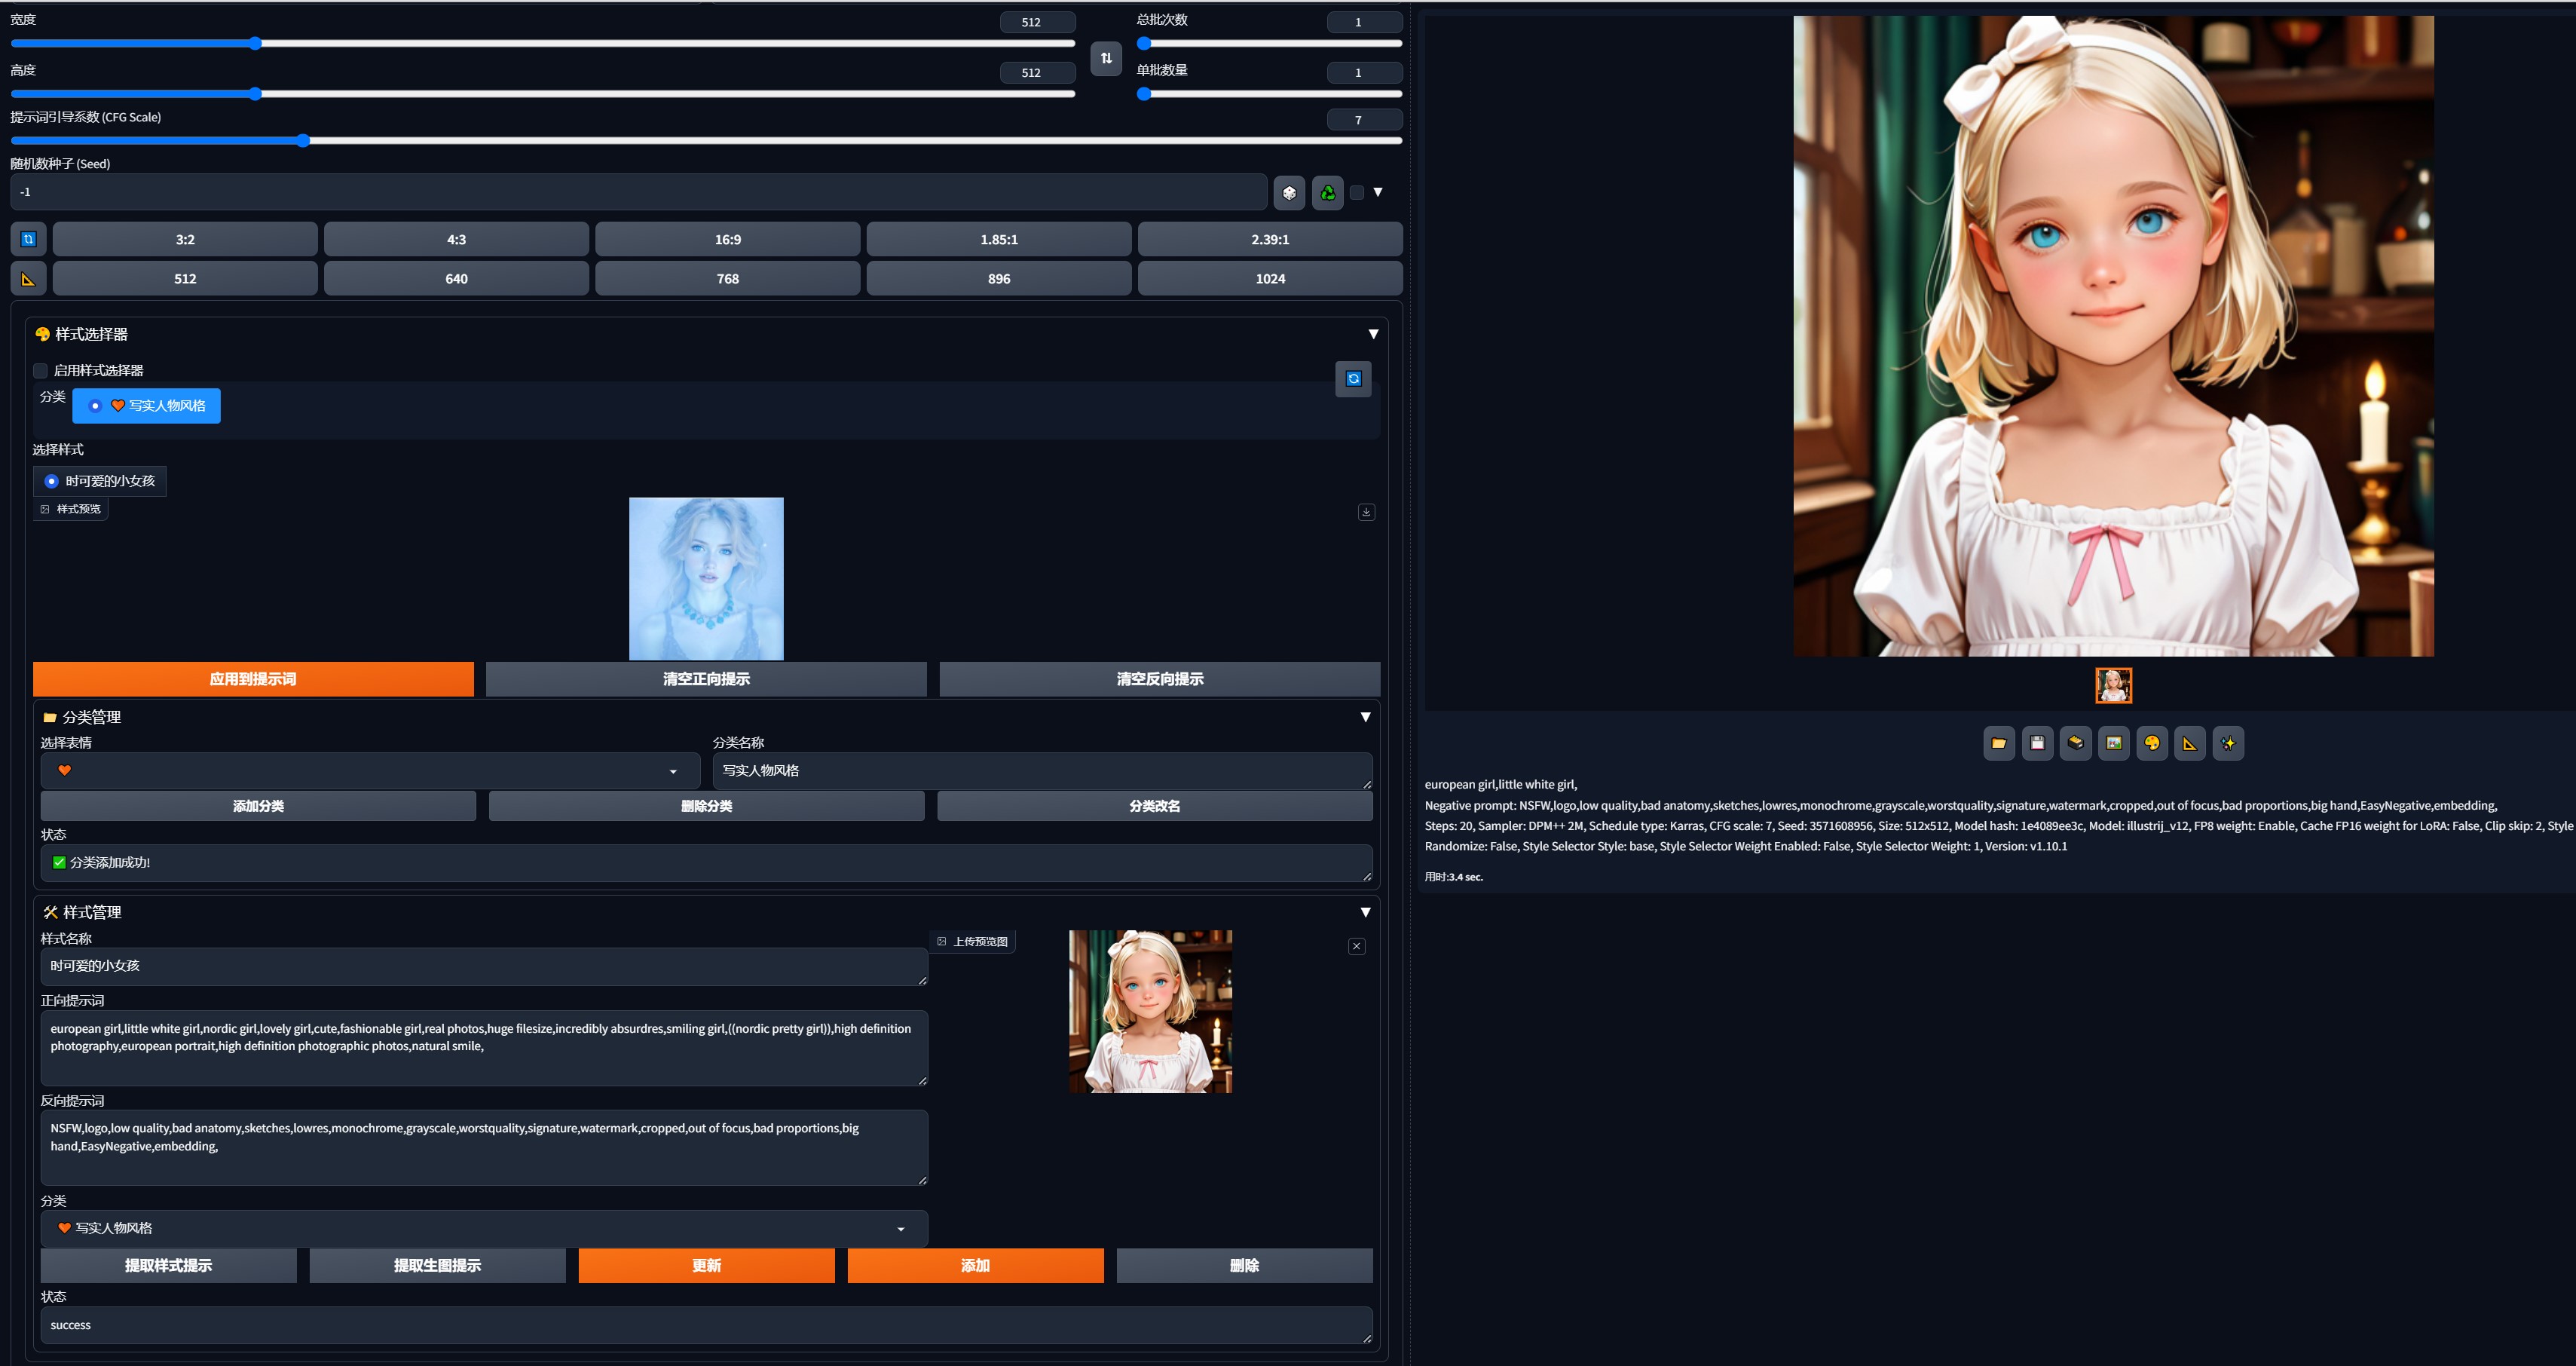 宽度
512
总批次数
1
高度
512
单批数量
1
提示词引导系数 (CFG Scale)
7
随机数种子 (Seed)
-1
3:2
4:3
16:9
1.85:1
2.39:1
512
640
768
896
1024
样式选择器
启用样式选择器
分类
写实人物风格
选择样式
时可爱的小女孩
样式预览
应用到提示词
清空正向提示
清空反向提示
分类管理
选择表情
分类名称
写实人物风格
添加分类
删除分类
分类改名
状态
分类添加成功!
样式管理
样式名称
时可爱的小女孩
上传预览图
正向提示词
european girl,little white girl,nordic girl,lovely girl,cute,fashionable girl,real photos,huge filesize,incredibly absurdres,smiling girl,((nordic pretty girl)),high definition
photography,european portrait,high definition photographic photos,natural smile,
反向提示词
NSFW,logo,low quality,bad anatomy,sketches,lowres,monochrome,grayscale,worstquality,signature,watermark,cropped,out of focus,bad proportions,big
hand,EasyNegative,embedding,
分类
写实人物风格
提取样式提示
提取生图提示
更新
添加
删除
状态
success
european girl,little white girl,
Negative prompt: NSFW,logo,low quality,bad anatomy,sketches,lowres,monochrome,grayscale,worstquality,signature,watermark,cropped,out of focus,bad proportions,big hand,EasyNegative,embedding,
Steps: 20, Sampler: DPM++ 2M, Schedule type: Karras, CFG scale: 7, Seed: 3571608956, Size: 512x512, Model hash: 1e4089ee3c, Model: illustrij_v12, FP8 weight: Enable, Cache FP16 weight for LoRA: False, Clip skip: 2, Style
Randomize: False, Style Selector Style: base, Style Selector Weight Enabled: False, Style Selector Weight: 1, Version: v1.10.1
用时:3.4 sec.